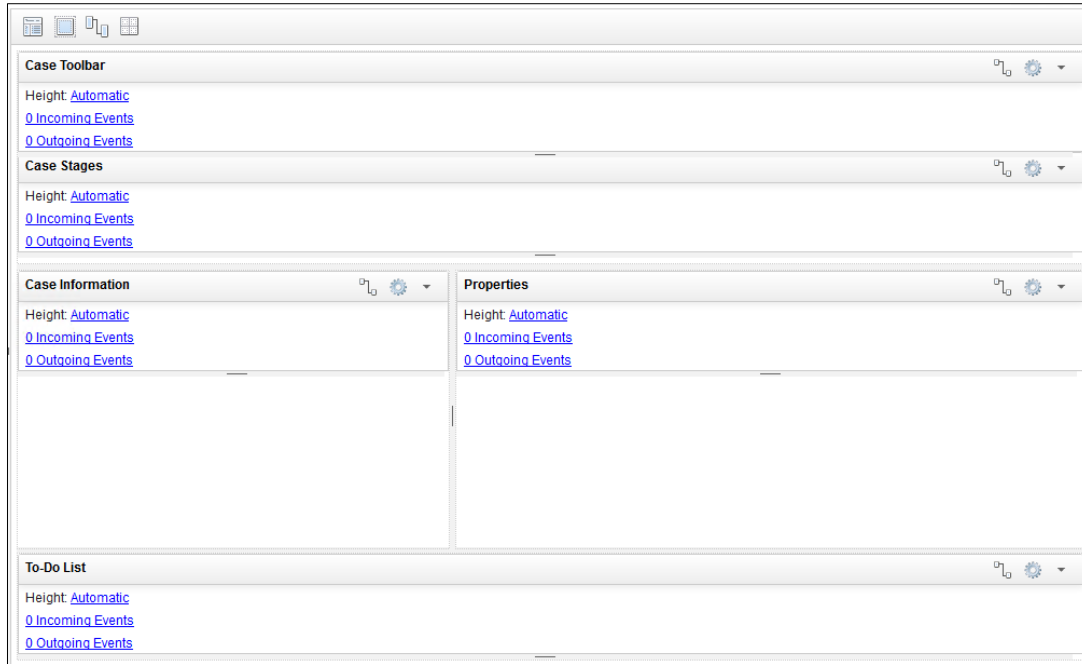 Case Toolbar
Height: Automatic
0 Incoming Events
0 Outgoing Events
Case Stages
Height: Automatic
0 Incoming Events
0 Outgoing Events
Case Information
Height: Automatic
0 Incoming Events
0 Outgoing Events
Properties
Height: Automatic
0 Incoming Events
0 Outgoing Events
To-Do List
Height: Automatic
0 Incoming Events
0 Outgoing Events